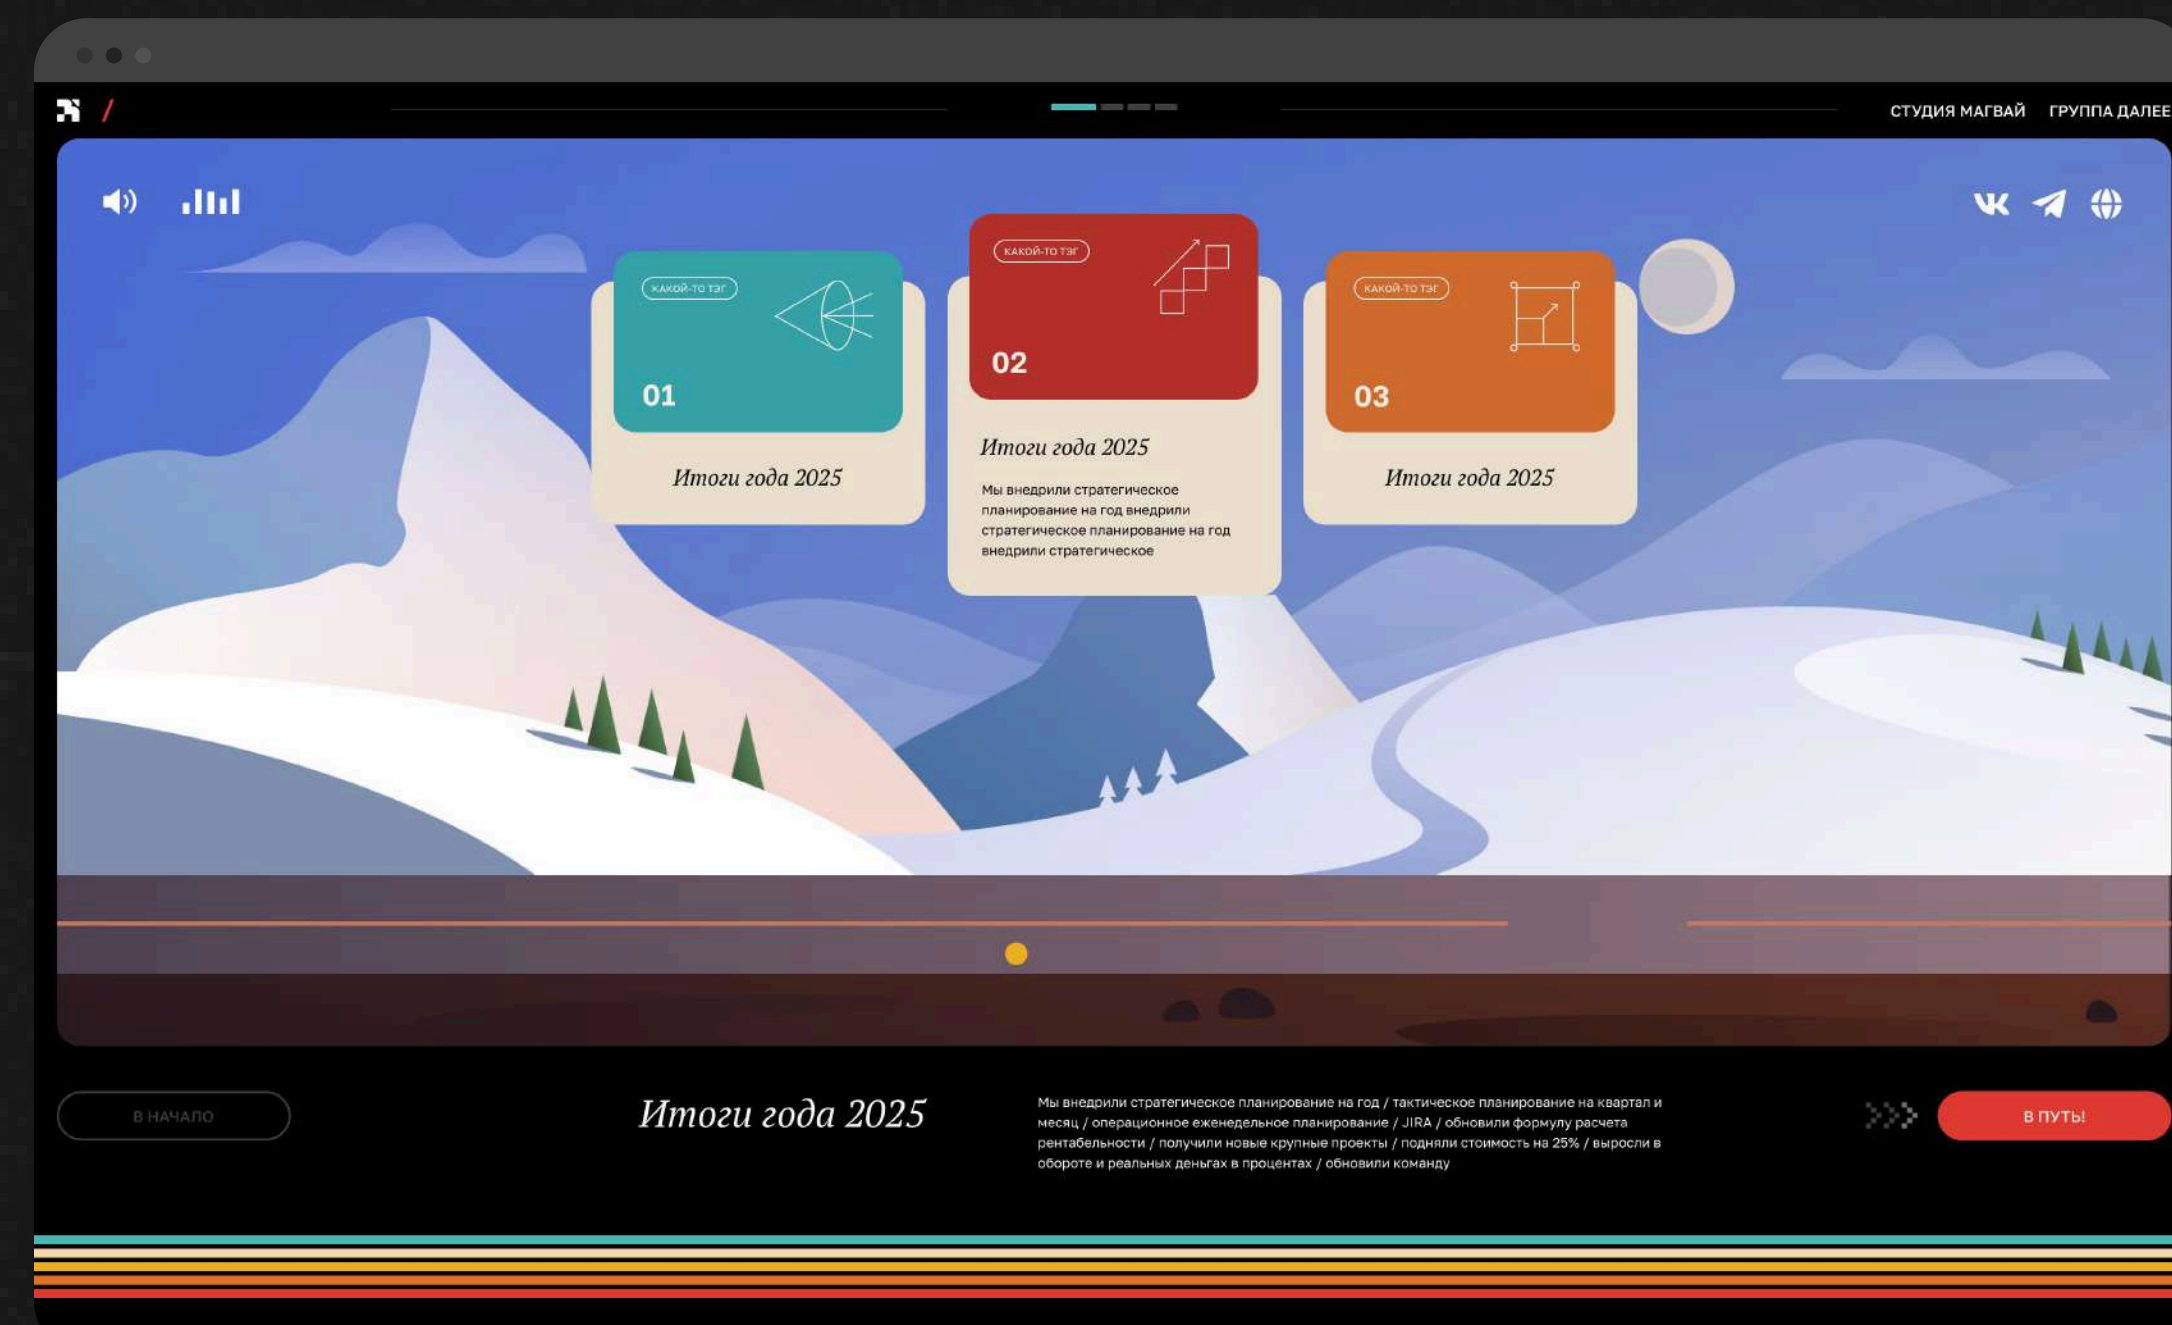 /
СТУДИЯ МАГВАЙ ГРУППА ДАЛЕЕ
КАКОЙ-ТО ТЭГ
01
Итоги года 2025
КАКОЙ-ТО ТЭГ
02
Итоги года 2025
Мы внедрили стратегическое
планирование на год внедрили
стратегическое планирование на год
внедрили стратегическое
КАКОЙ-ТО ТЭГ
03
Итоги года 2025
В НАЧАЛО
Итоги года 2025
Мы внедрили стратегическое планирование на год / тактическое планирование на квартал и
месяц / операционное еженедельное планирование / JIRA / обновили формулу расчета
рентабельности / получили новые крупные проекты / подняли стоимость на 25% / выросли в
обороте и реальных деньгах в процентах / обновили команду
В ПУТЬ!